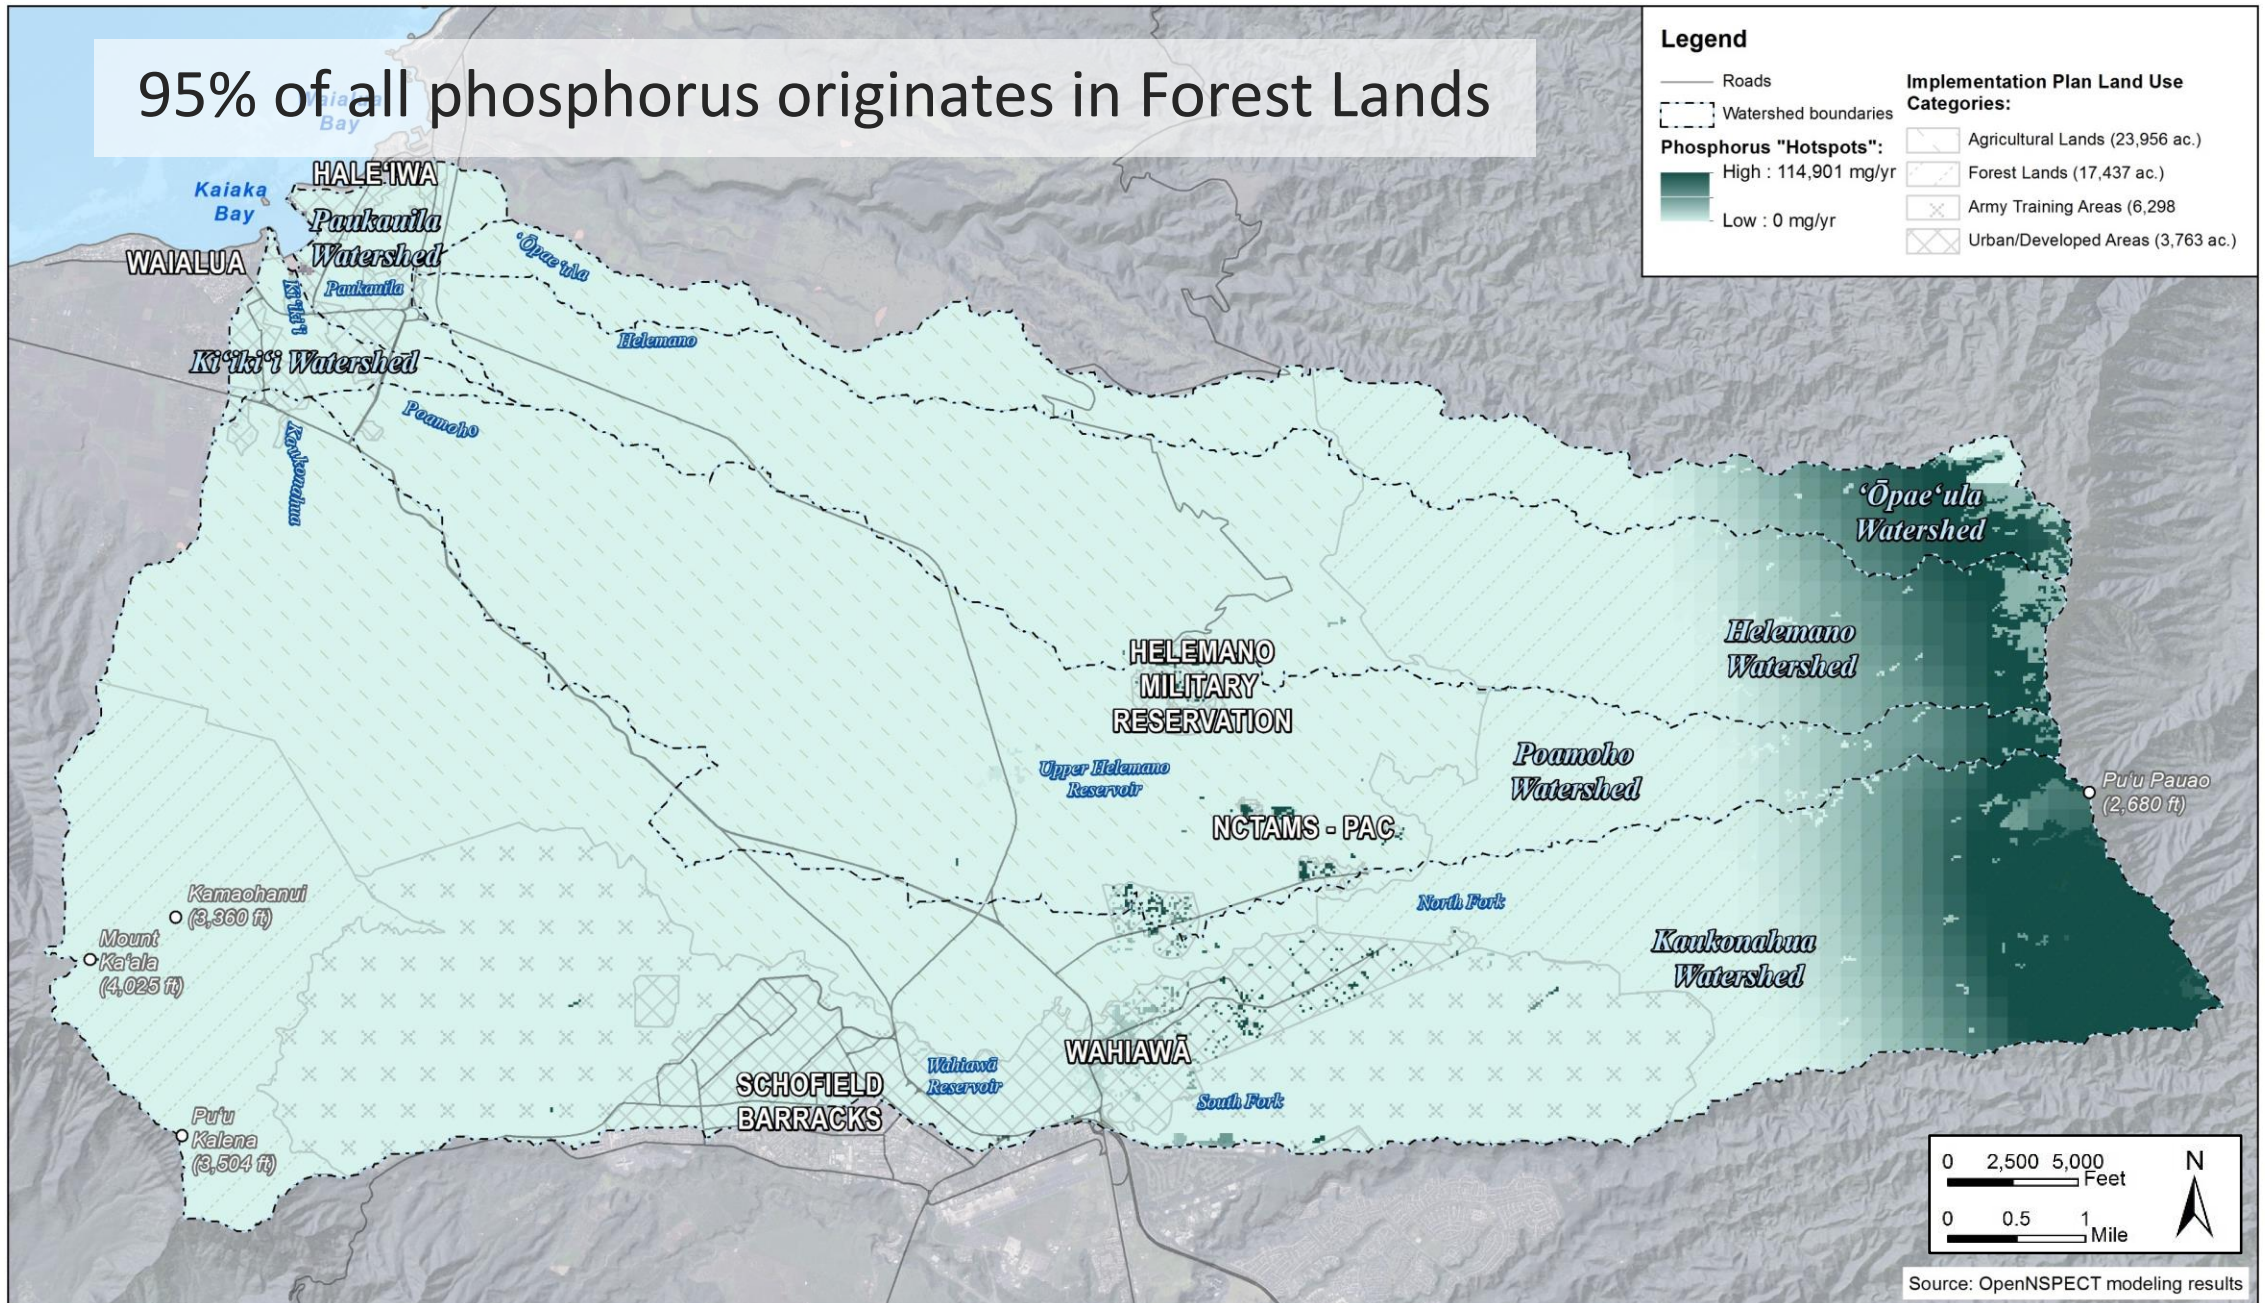 95% of all phosphorus originates in Forest Lands
Waialua
Bay
Legend
Roads
Watershed boundaries
Phosphorus "Hotspots":
High : 114,901 mg/yr
Low : 0 mg/yr
Implementation Plan Land Use
Categories:
Agricultural Lands (23,956 ac.)
Forest Lands (17,437 ac.)
Army Training Areas (6,298
Urban/Developed Areas (3,763 ac.)
HALEʻIWA
Kaiaka
Bay
Paukauila
Watershed
WAIALUA
Paukauila
Kiʻikiʻi
ʻŌpaeʻula
Helemano
Kiʻikiʻi Watershed
Poamoho
Kaukonahua
ʻŌpaeʻula
Watershed
Helemano
Watershed
HELEMANO
MILITARY
RESERVATION
Poamoho
Watershed
Upper Helemano
Reservoir
Puʻu Pauao
(2,680 ft)
NCTAMS - PAC
North Fork
Kamaohanui
(3,360 ft)
Mount
Kaʻala
(4,025 ft)
Kaukonahua
Watershed
WAHIAWĀ
Wahiawā
Reservoir
SCHOFIELD
BARRACKS
South Fork
Puʻu
Kalena
(3,504 ft)
0 2,500 5,000
Feet
0 0.5 1
Mile
N
Source: OpenNSPECT modeling results